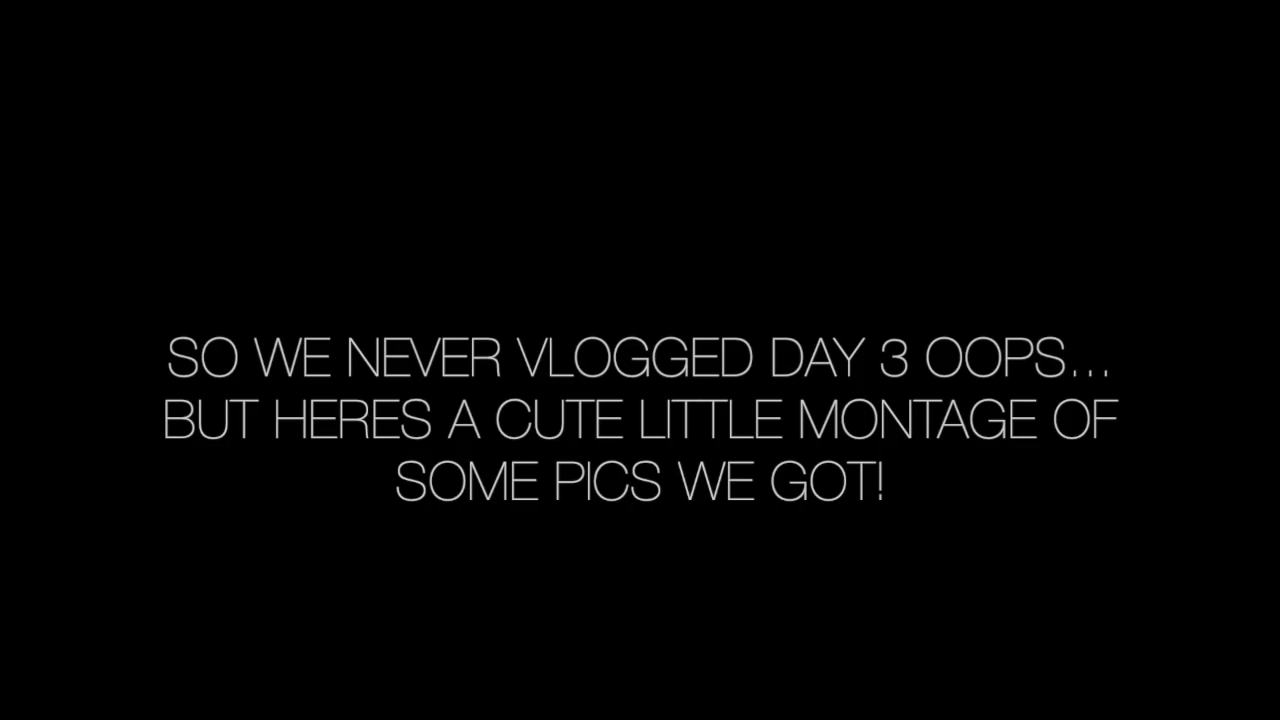 SO WE NEVER VLOGGED DAY 3 OOPS...
BUT HERES A CUTE LITTLE MONTAGE OF
SOME PICS WE GOT!